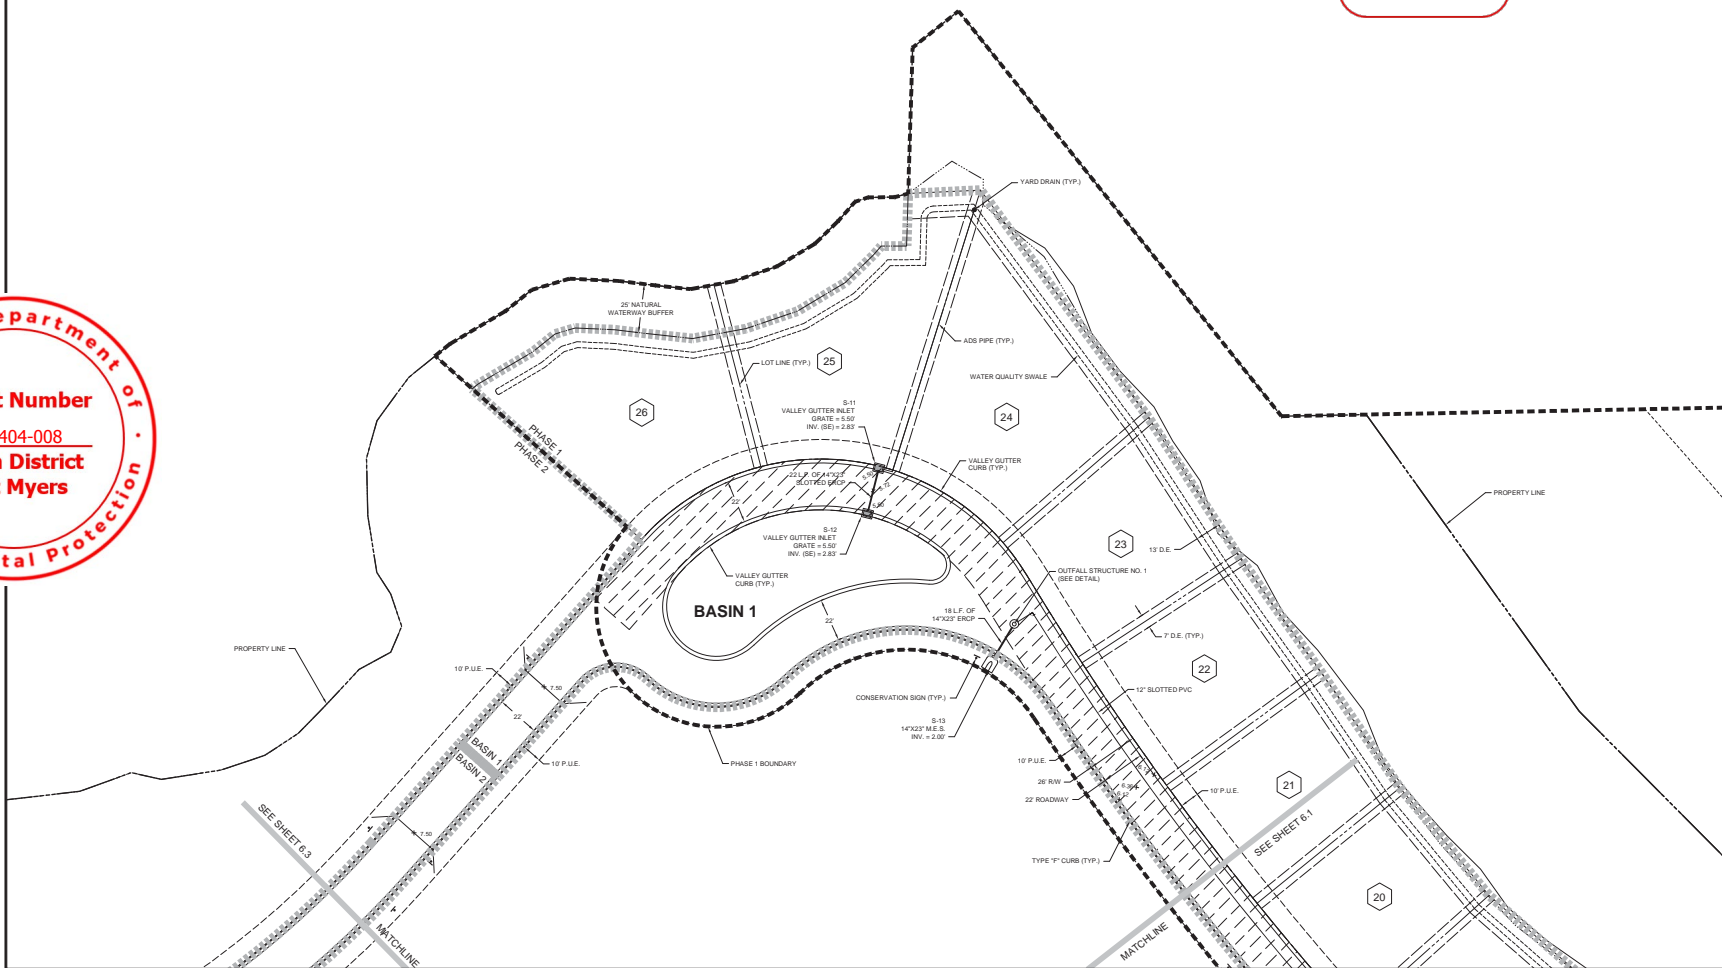 YARD DRAIN (TYP.)
25' NATURAL
WATERWAY BUFFER
ADS PIPE (TYP.)
LOT LINE (TYP.)
25
WATER QUALITY SWALE
26
24
S-11
VALLEY GUTTER INLET
GRATE = 5.50'
INV. (SE) = 2.83'
PHASE 1
PHASE 2
VALLEY GUTTER
CURB (TYP.)
22 L.F. OF 14"X23"
SLOTTED ERCP
22'
PROPERTY LINE
S-12
VALLEY GUTTER INLET
GRATE = 5.50'
INV. (SE) = 2.83'
23
13' D.E.
OUTFALL STRUCTURE NO. 1
(SEE DETAIL)
VALLEY GUTTER
CURB (TYP.)
BASIN 1
18 L.F. OF
14"X23" ERCP
22'
7' D.E. (TYP.)
PROPERTY LINE
10' P.U.E.
22
7.50
12" SLOTTED PVC
CONSERVATION SIGN (TYP.)
22'
S-13
14"X23" M.E.S.
INV. = 2.00'
BASIN 1
BASIN 2
10' P.U.E.
PHASE 1 BOUNDARY
10' P.U.E.
26' R/W
22' ROADWAY
21
10' P.U.E.
SEE SHEET 6.3
7.50
SEE SHEET 6.1
TYPE "F" CURB (TYP.)
20
MATCHLINE
MATCHLINE
epartment of
t Number
404-008
District
t Myers
tal Protection